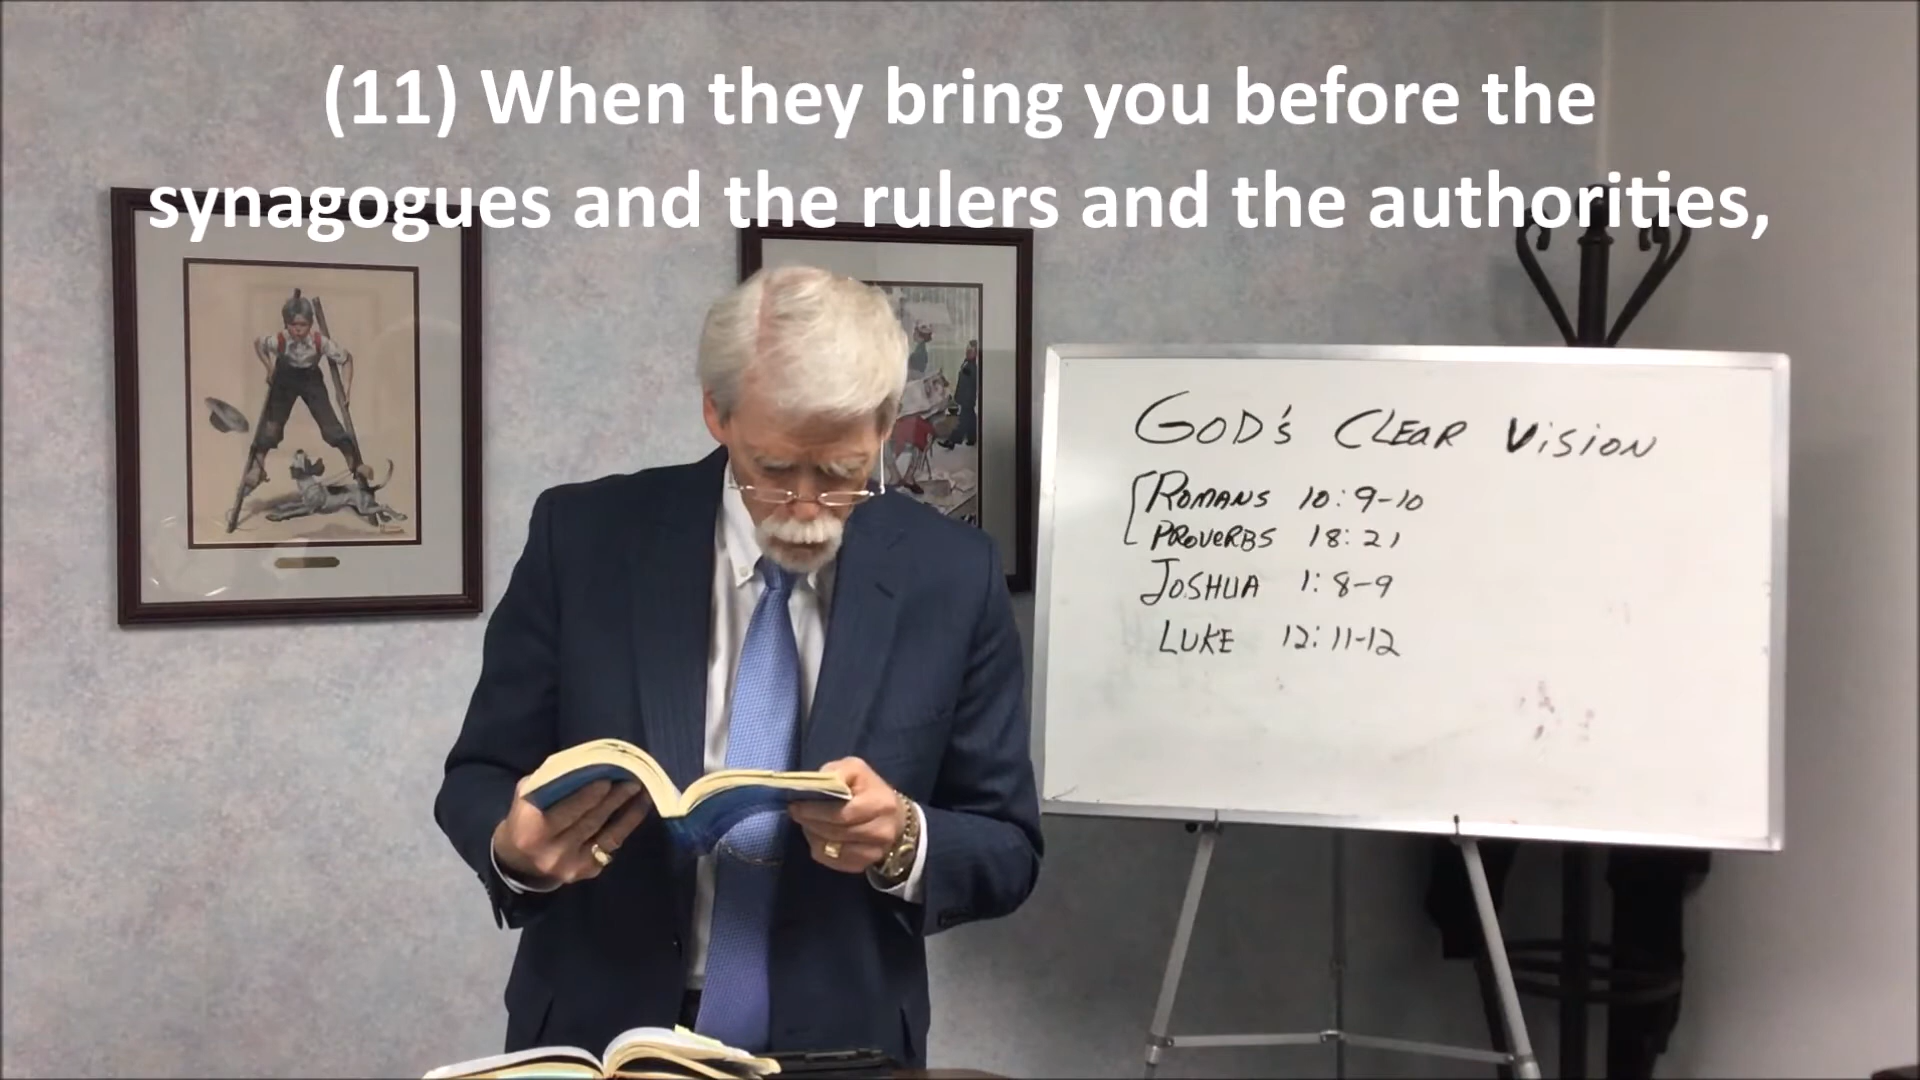 (11) When they bring you before the
synagogues and the rulers and the authorities,
GOD'S CLEAR VISION
ROMANS 10:9-10
PROVERBS 18:21
JOSHUA 1:8-9
LUKE 12:11-12